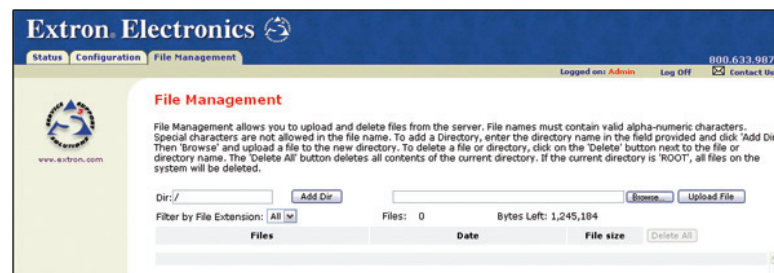 Extron. Electronics
Status Configuration File Management
800.633.987
Logged on: Admin Log Off Contact Us
SERVICE SUPPORT SOLUTIONS
S3
www.extron.com
File Management
File Management allows you to upload and delete files from the server. File names must contain valid alpha-numeric characters.
Special characters are not allowed in the file name. To add a Directory, enter the directory name in the field provided and click 'Add Dir
Then 'Browse' and upload a file to the new directory. To delete a file or directory, click on the 'Delete' button next to the file or
directory name. The 'Delete All' button deletes all contents of the current directory. If the current directory is 'ROOT', all files on the
system will be deleted.
Dir: / Add Dir Browse... Upload File
Filter by File Extension: All Files: 0 Bytes Left: 1,245,184
Files Date File size Delete All